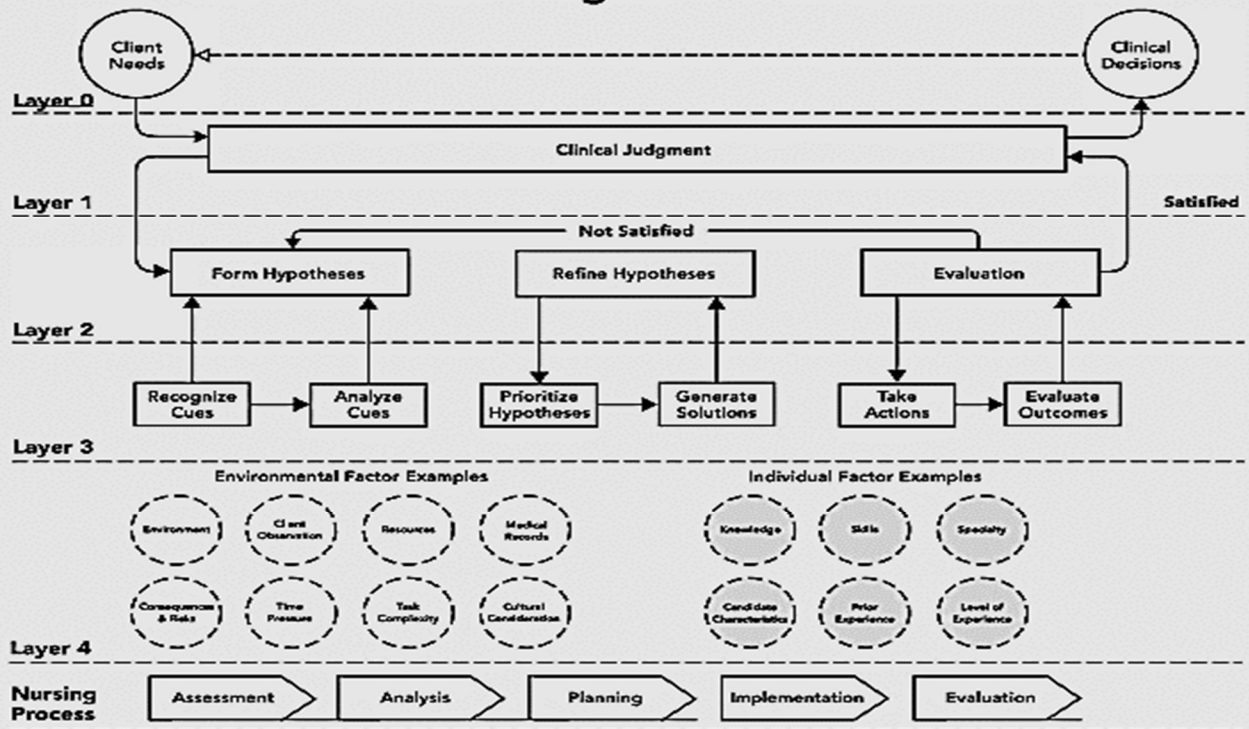 Client
Needs
Clinical
Decisions
Layer 0
Clinical Judgment
Layer 1
Satisfied
Not Satisfied
Form Hypotheses
Refine Hypotheses
Evaluation
Layer 2
Recognize
Cues
Analyze
Cues
Prioritize
Hypotheses
Generate
Solutions
Take
Actions
Evaluate
Outcomes
Layer 3
Environmental Factor Examples
Individual Factor Examples
Environment
Client
Observation
Resources
Medical
Records
Knowledge
Skills
Specialty
Consequences
& Risks
Time
Pressure
Task
Complexity
Cultural
Consideration
Candidate
Characteristics
Prior
Experience
Level of
Experience
Layer 4
Nursing
Process
Assessment
Analysis
Planning
Implementation
Evaluation